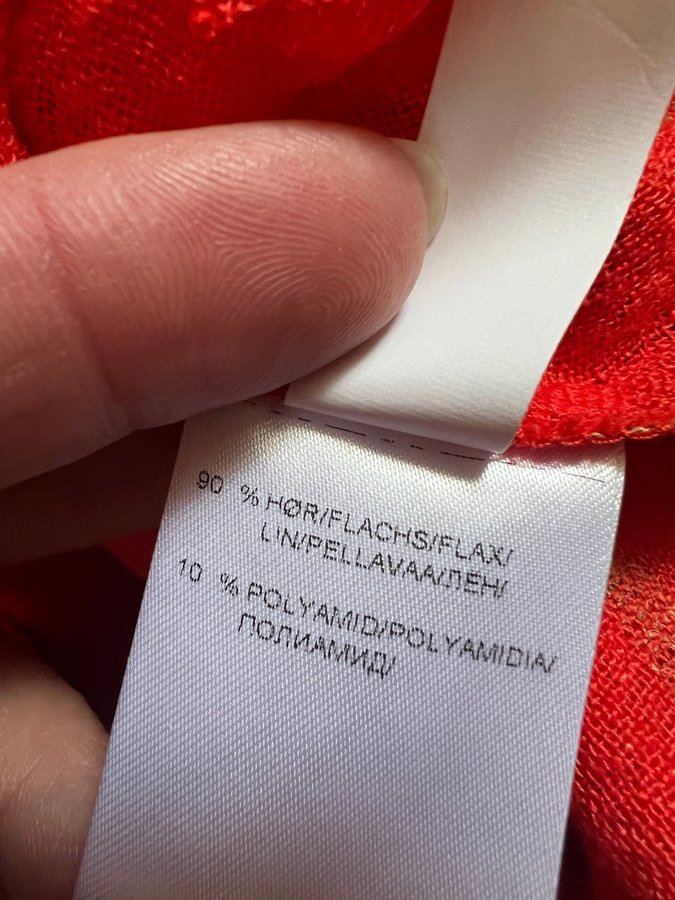 90 % HØR/FLACHS/FLAX/
LIN/PELLAVAA/ЛЕН/
10 % POLYAMID/POLYAMIDIA/
ПОЛИАМИД/